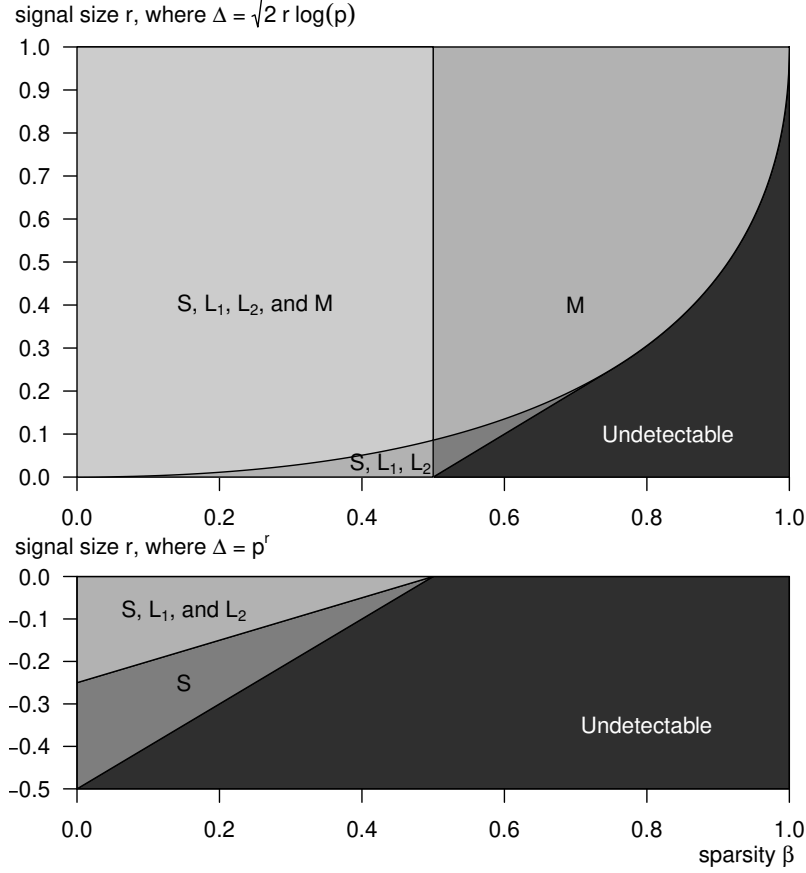 signal size r, where Δ = √2 r log(p)
1.0
0.9
0.8
0.7
0.6
0.5
0.4
0.3
0.2
0.1
0.0
S, L₁, L₂, and M
M
S, L₁, L₂
Undetectable
0.0 0.2 0.4 0.6 0.8 1.0
signal size r, where Δ = pʳ
0.0
−0.1
−0.2
−0.3
−0.4
−0.5
S, L₁, and L₂
S
Undetectable
0.0 0.2 0.4 0.6 0.8 1.0
sparsity β